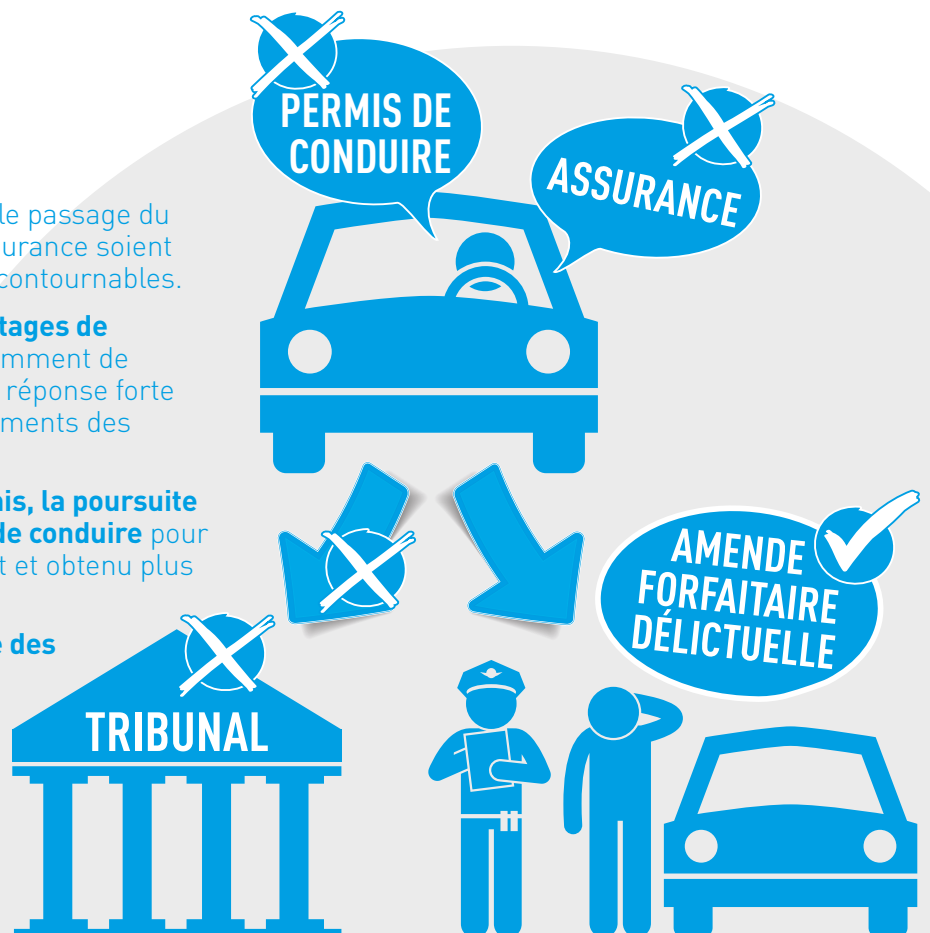 PERMIS DE
CONDUIRE
ASSURANCE
le passage du
urance soient
contournables.
tages de
mment de
réponse forte
ments des
is, la poursuite
de conduire pour
t et obtenu plus
e des
AMENDE
FORFAITAIRE
DÉLICTUELLE
TRIBUNAL